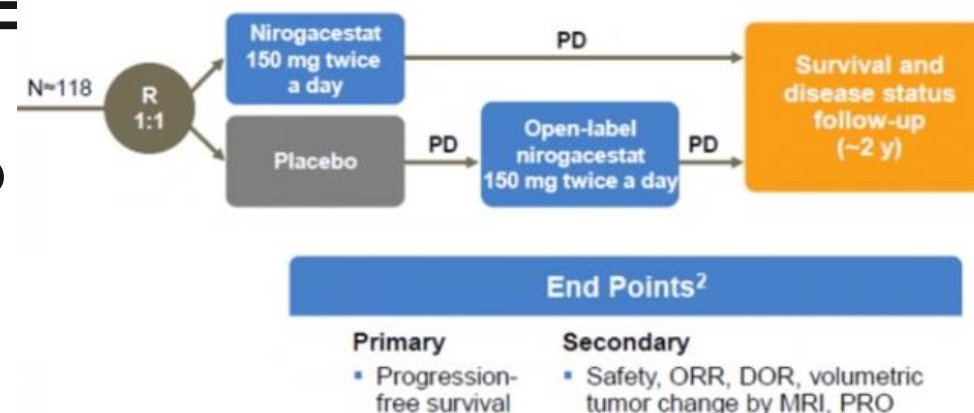 N≈118
R
1:1
Nirogacestat
150 mg twice
a day
PD
Survival and
disease status
follow-up
(~2 y)
Placebo
PD
Open-label
nirogacestat
150 mg twice a day
PD
End Points²
Primary
Secondary
▪ Progression-
free survival
▪ Safety, ORR, DOR, volumetric
tumor change by MRI, PRO